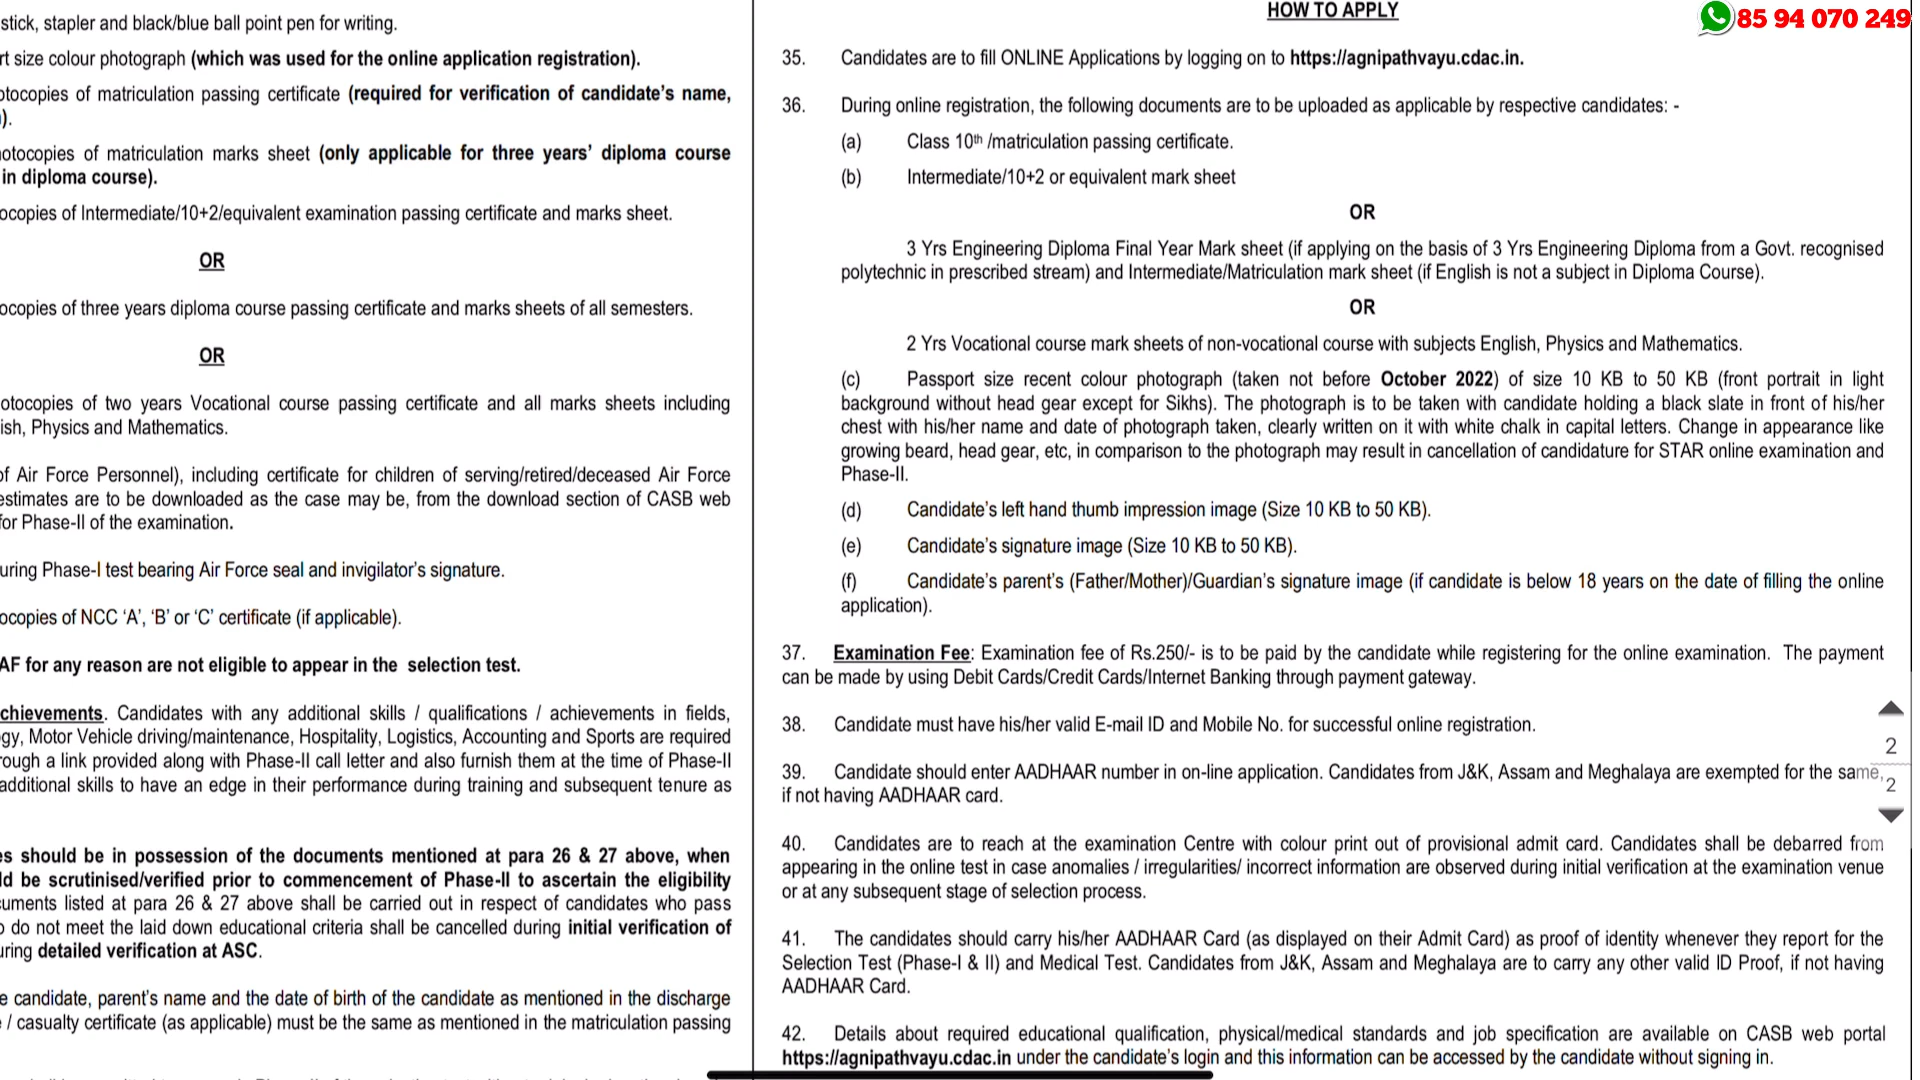 stick, stapler and black/blue ball point pen for writing.
rt size colour photograph (which was used for the online application registration).
otocopies of matriculation passing certificate (required for verification of candidate's name,
).
otocopies of matriculation marks sheet (only applicable for three years' diploma course
in diploma course).
ocopies of Intermediate/10+2/equivalent examination passing certificate and marks sheet.
OR
ocopies of three years diploma course passing certificate and marks sheets of all semesters.
OR
otocopies of two years Vocational course passing certificate and all marks sheets including
ish, Physics and Mathematics.
of Air Force Personnel), including certificate for children of serving/retired/deceased Air Force
estimates are to be downloaded as the case may be, from the download section of CASB web
for Phase-II of the examination.
uring Phase-I test bearing Air Force seal and invigilator's signature.
ocopies of NCC 'A', 'B' or 'C' certificate (if applicable).
AF for any reason are not eligible to appear in the selection test.
chievements. Candidates with any additional skills / qualifications / achievements in fields,
gy, Motor Vehicle driving/maintenance, Hospitality, Logistics, Accounting and Sports are required
rough a link provided along with Phase-II call letter and also furnish them at the time of Phase-II
additional skills to have an edge in their performance during training and subsequent tenure as
es should be in possession of the documents mentioned at para 26 & 27 above, when
ld be scrutinised/verified prior to commencement of Phase-II to ascertain the eligibility
cuments listed at para 26 & 27 above shall be carried out in respect of candidates who pass
o do not meet the laid down educational criteria shall be cancelled during initial verification of
uring detailed verification at ASC.
e candidate, parent's name and the date of birth of the candidate as mentioned in the discharge
/ casualty certificate (as applicable) must be the same as mentioned in the matriculation passing
HOW TO APPLY
85 94 070 249
35. Candidates are to fill ONLINE Applications by logging on to https://agnipathvayu.cdac.in.
36. During online registration, the following documents are to be uploaded as applicable by respective candidates: -
(a) Class 10th /matriculation passing certificate.
(b) Intermediate/10+2 or equivalent mark sheet
OR
3 Yrs Engineering Diploma Final Year Mark sheet (if applying on the basis of 3 Yrs Engineering Diploma from a Govt. recognised
polytechnic in prescribed stream) and Intermediate/Matriculation mark sheet (if English is not a subject in Diploma Course).
OR
2 Yrs Vocational course mark sheets of non-vocational course with subjects English, Physics and Mathematics.
(c) Passport size recent colour photograph (taken not before October 2022) of size 10 KB to 50 KB (front portrait in light
background without head gear except for Sikhs). The photograph is to be taken with candidate holding a black slate in front of his/her
chest with his/her name and date of photograph taken, clearly written on it with white chalk in capital letters. Change in appearance like
growing beard, head gear, etc, in comparison to the photograph may result in cancellation of candidature for STAR online examination and
Phase-II.
(d) Candidate's left hand thumb impression image (Size 10 KB to 50 KB).
(e) Candidate's signature image (Size 10 KB to 50 KB).
(f) Candidate's parent's (Father/Mother)/Guardian's signature image (if candidate is below 18 years on the date of filling the online
application).
37. Examination Fee: Examination fee of Rs.250/- is to be paid by the candidate while registering for the online examination. The payment
can be made by using Debit Cards/Credit Cards/Internet Banking through payment gateway.
38. Candidate must have his/her valid E-mail ID and Mobile No. for successful online registration.
39. Candidate should enter AADHAAR number in on-line application. Candidates from J&K, Assam and Meghalaya are exempted for the same,
if not having AADHAAR card.
2
2
40. Candidates are to reach at the examination Centre with colour print out of provisional admit card. Candidates shall be debarred from
appearing in the online test in case anomalies / irregularities/ incorrect information are observed during initial verification at the examination venue
or at any subsequent stage of selection process.
41. The candidates should carry his/her AADHAAR Card (as displayed on their Admit Card) as proof of identity whenever they report for the
Selection Test (Phase-I & II) and Medical Test. Candidates from J&K, Assam and Meghalaya are to carry any other valid ID Proof, if not having
AADHAAR Card.
42. Details about required educational qualification, physical/medical standards and job specification are available on CASB web portal
https://agnipathvayu.cdac.in under the candidate's login and this information can be accessed by the candidate without signing in.